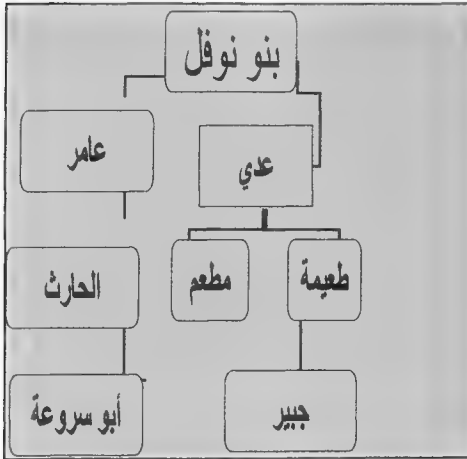 بنو نوفل
عدي
عامر
طعيمة
مطعم
الحارث
جبير
أبو سروعة